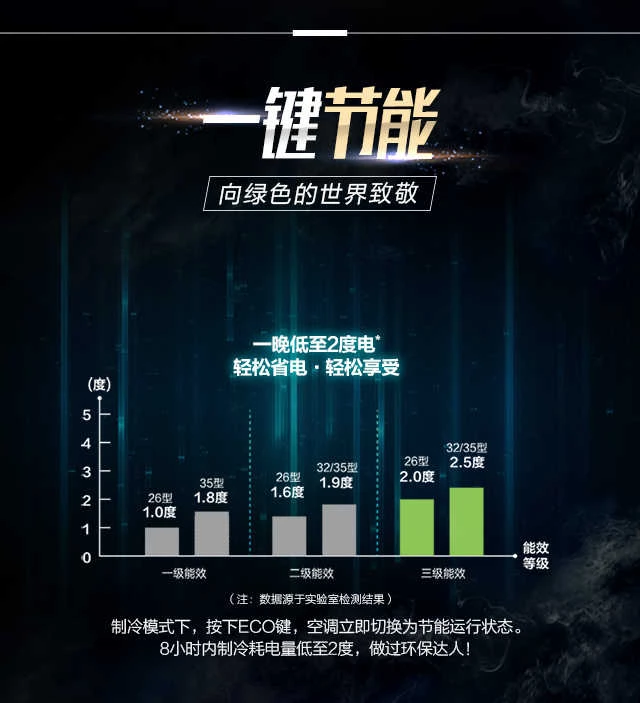 一键节能
向绿色的世界致敬
一晚低至2度电*
轻松省电·轻松享受
(度)
5
4
3
2
1
0
26型
1.0度
35型
1.8度
26型
1.6度
32/35型
1.9度
26型
2.0度
32/35型
2.5度
一级能效
二级能效
三级能效
能效
等级
（注：数据源于实验室检测结果）
制冷模式下，按下ECO键，空调立即切换为节能运行状态。
8小时内制冷耗电量低至2度，做过环保达人！